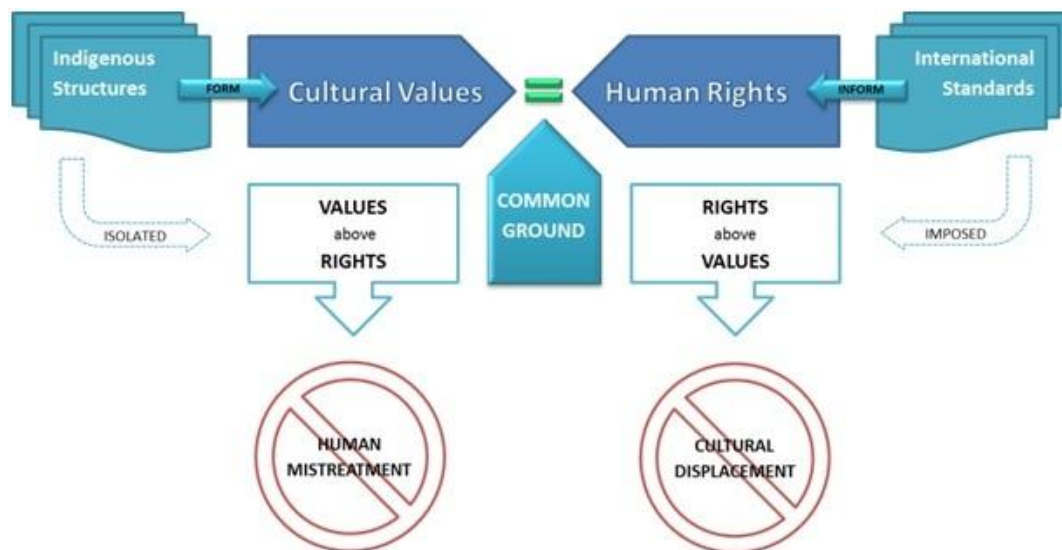 Indigenous
Structures
FORM
Cultural Values
=
Human Rights
INFORM
International
Standards
ISOLATED
VALUES
above
RIGHTS
COMMON
GROUND
RIGHTS
above
VALUES
IMPOSED
HUMAN
MISTREATMENT
CULTURAL
DISPLACEMENT